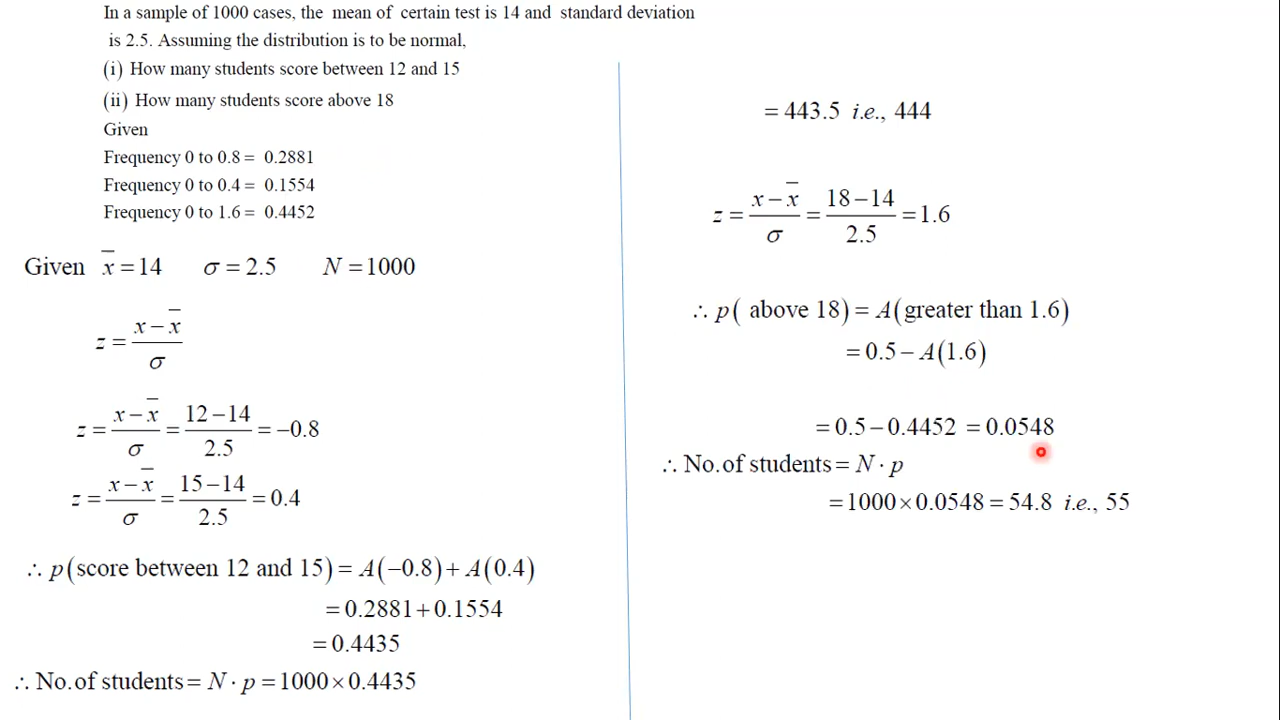 In a sample of 1000 cases, the mean of certain test is 14 and standard deviation
is 2.5. Assuming the distribution is to be normal,
(i) How many students score between 12 and 15
(ii) How many students score above 18
Given
Frequency 0 to 0.8 = 0.2881
Frequency 0 to 0.4 = 0.1554
Frequency 0 to 1.6 = 0.4452
Given x̄ = 14 σ = 2.5 N = 1000
z = (x − x̄)/σ
z = (x − x̄)/σ = (12 − 14)/2.5 = −0.8
z = (x − x̄)/σ = (15 − 14)/2.5 = 0.4
∴ p(score between 12 and 15) = A(−0.8) + A(0.4)
= 0.2881 + 0.1554
= 0.4435
∴ No.of students = N · p = 1000 × 0.4435
= 443.5 i.e., 444
z = (x − x̄)/σ = (18 − 14)/2.5 = 1.6
∴ p( above 18) = A(greater than 1.6)
= 0.5 − A(1.6)
= 0.5 − 0.4452 = 0.0548
∴ No.of students = N · p
= 1000 × 0.0548 = 54.8 i.e., 55